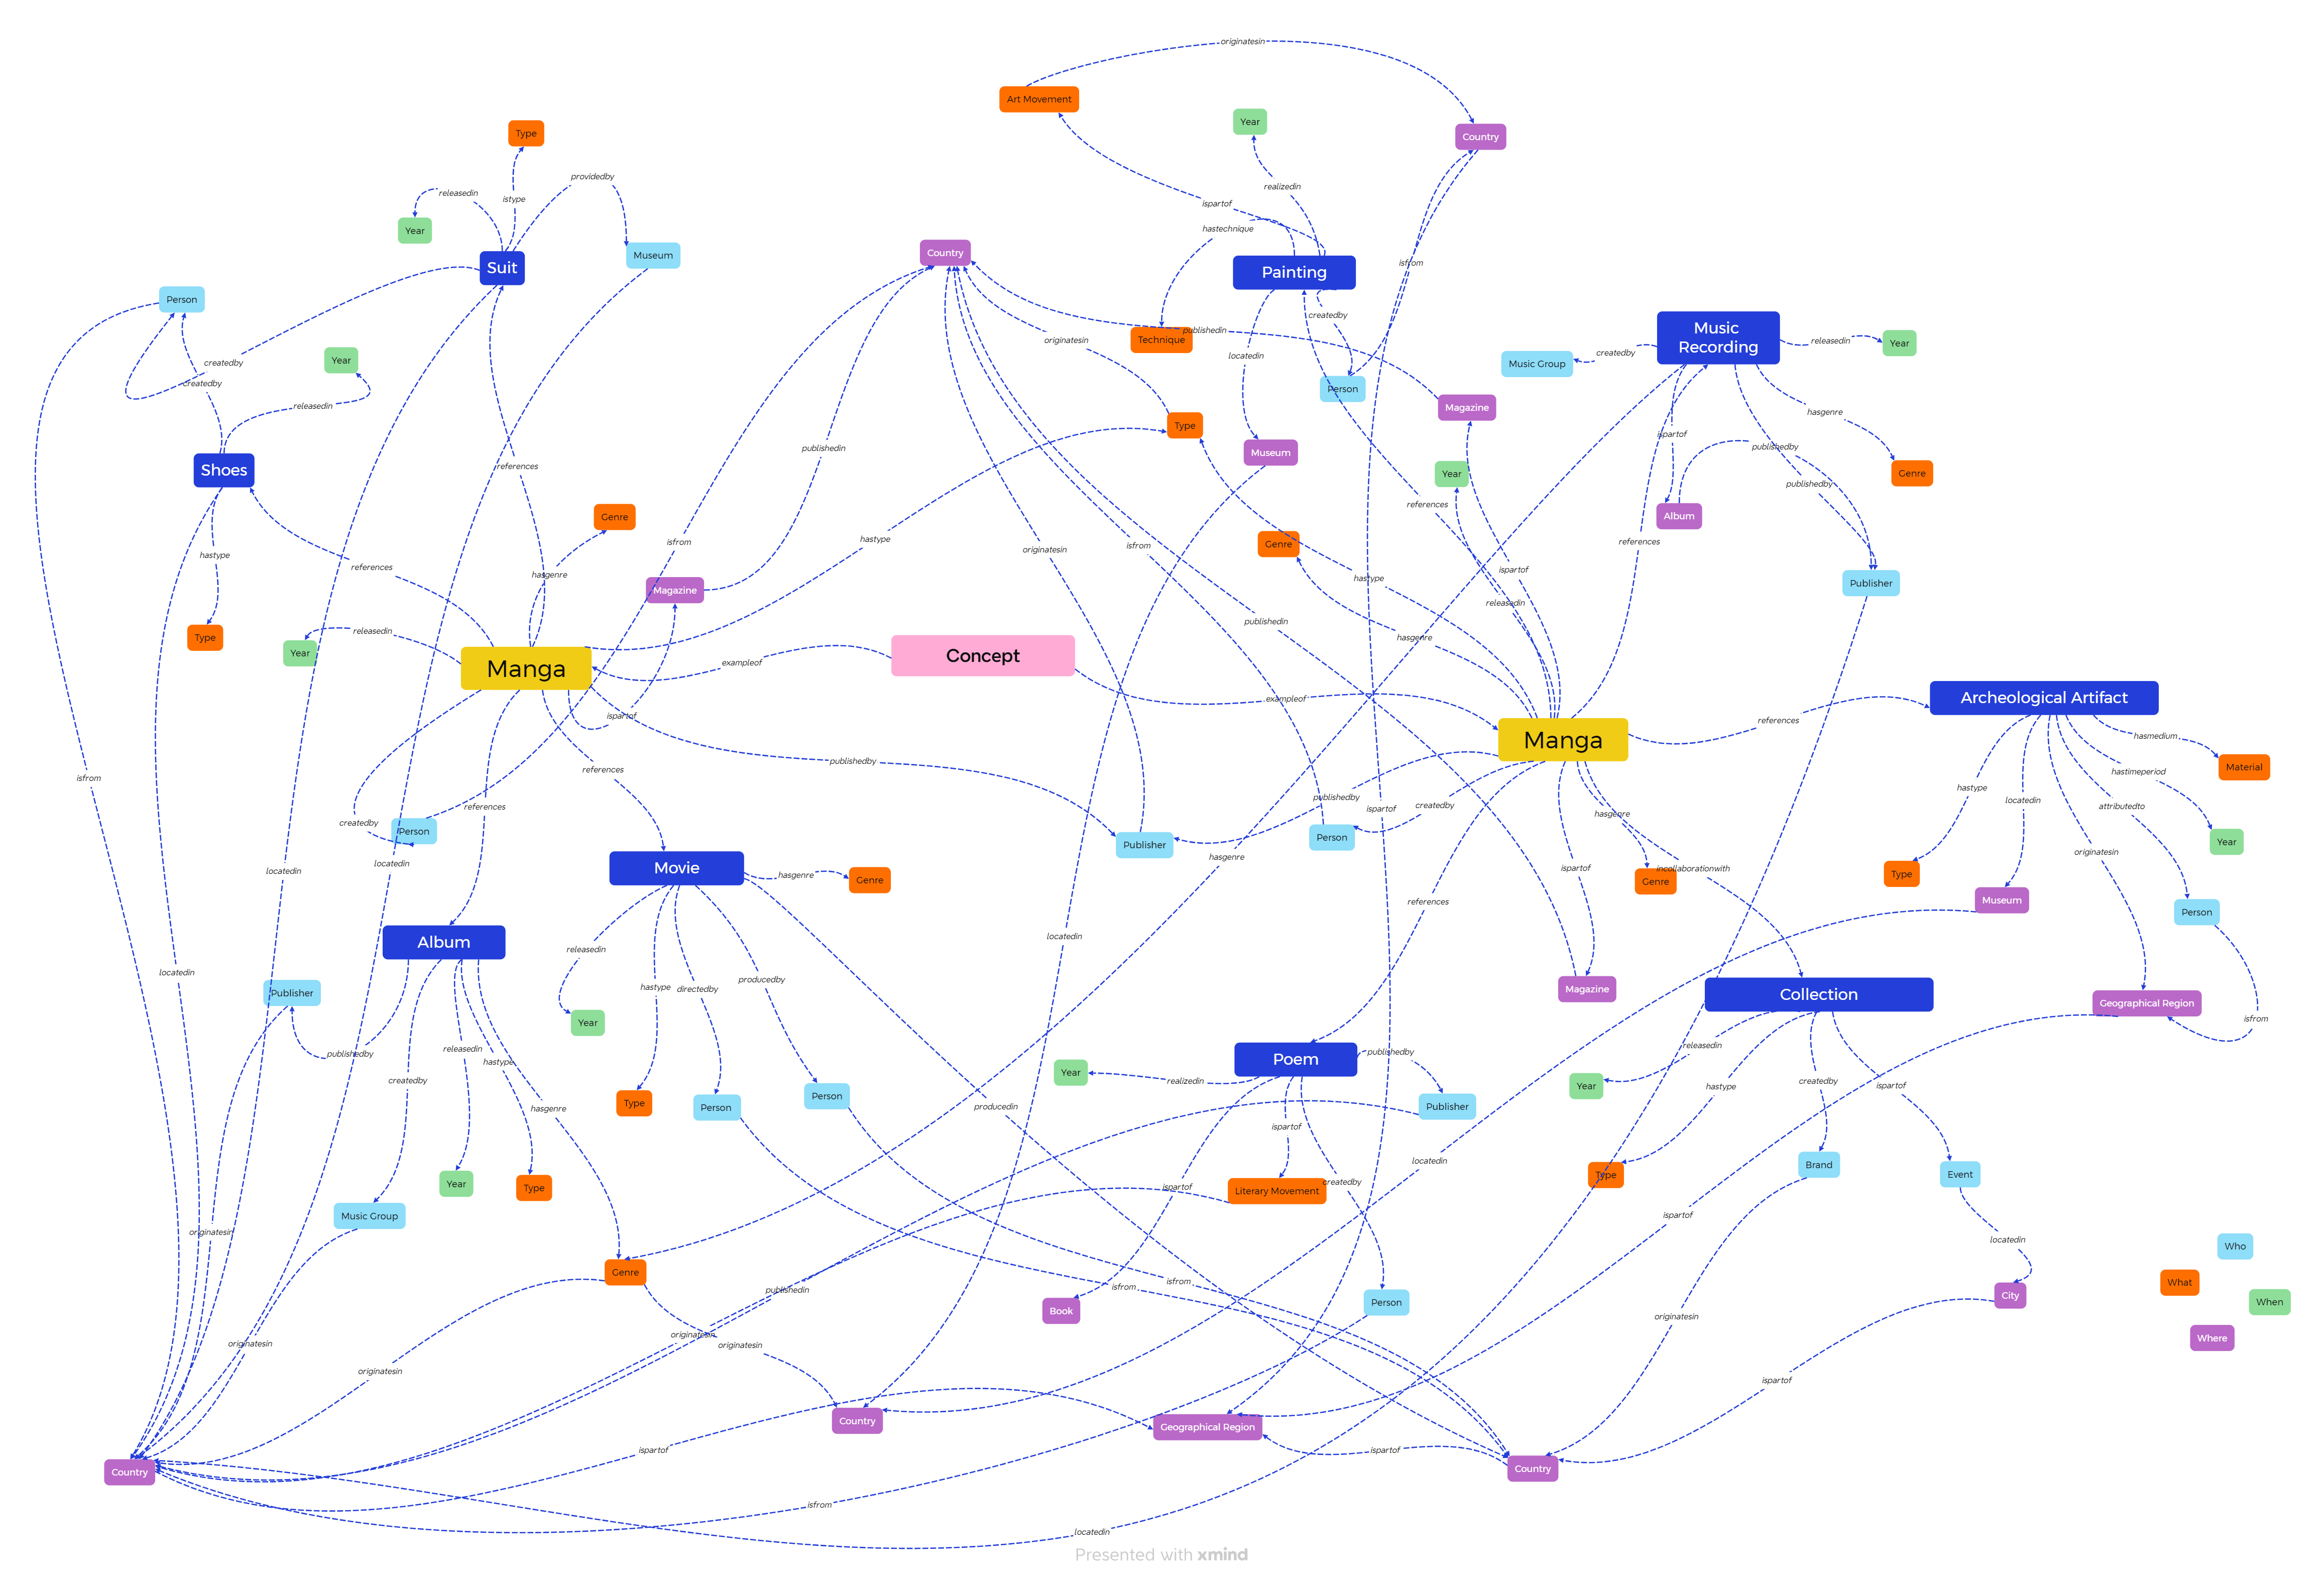 originatesin
Art Movement
Year
Country
Type
providedby
releasedin
istype
realizedin
ispartof
Year
hastechnique
Suit
Museum
Country
Painting
isfrom
Person
createdby
Music
Recording
releasedin
Year
publishedin
Technique
originatesin
createdby
Music Group
locatedin
Year
createdby
createdby
Person
releasedin
Magazine
hasgenre
Type
ispartof
publishedby
publishedin
Museum
Shoes
references
Year
Genre
publishedby
references
Genre
Album
hastype
isfrom
Genre
references
originatesin
isfrom
hastype
references
hasgenre
hastype
ispartof
Publisher
Magazine
releasedin
publishedin
Type
releasedin
hasgenre
Year
Concept
Manga
exampleof
exampleof
Archeological Artifact
ispartof
references
Manga
hasmedium
publishedby
references
Material
hastimeperiod
isfrom
hastype
publishedby
locatedin
createdby
ispartof
attributedto
references
hasgenre
createdby
Person
Person
Publisher
Year
originatesin
hasgenre
locatedin
locatedin
Movie
hasgenre
Genre
ispartof
incollaborationwith
Genre
Type
Museum
references
Person
Album
locatedin
releasedin
locatedin
producedby
hastype
directedby
Magazine
Collection
Publisher
Geographical Region
isfrom
Year
releasedin
publishedby
releasedin
hastype
createdby
Poem
publishedby
Year
realizedin
createdby
ispartof
Year
hastype
Type
Person
Person
producedin
Publisher
hasgenre
ispartof
locatedin
Brand
Event
Type
Year
Type
ispartof
Literary Movement
createdby
Music Group
ispartof
originatesin
locatedin
Who
Genre
isfrom
isfrom
What
publishedin
City
Person
When
Book
originatesin
originatesin
Where
originatesin
originatesin
originatesin
ispartof
Country
Geographical Region
ispartof
ispartof
Country
Country
isfrom
locatedin
Presented with xmind